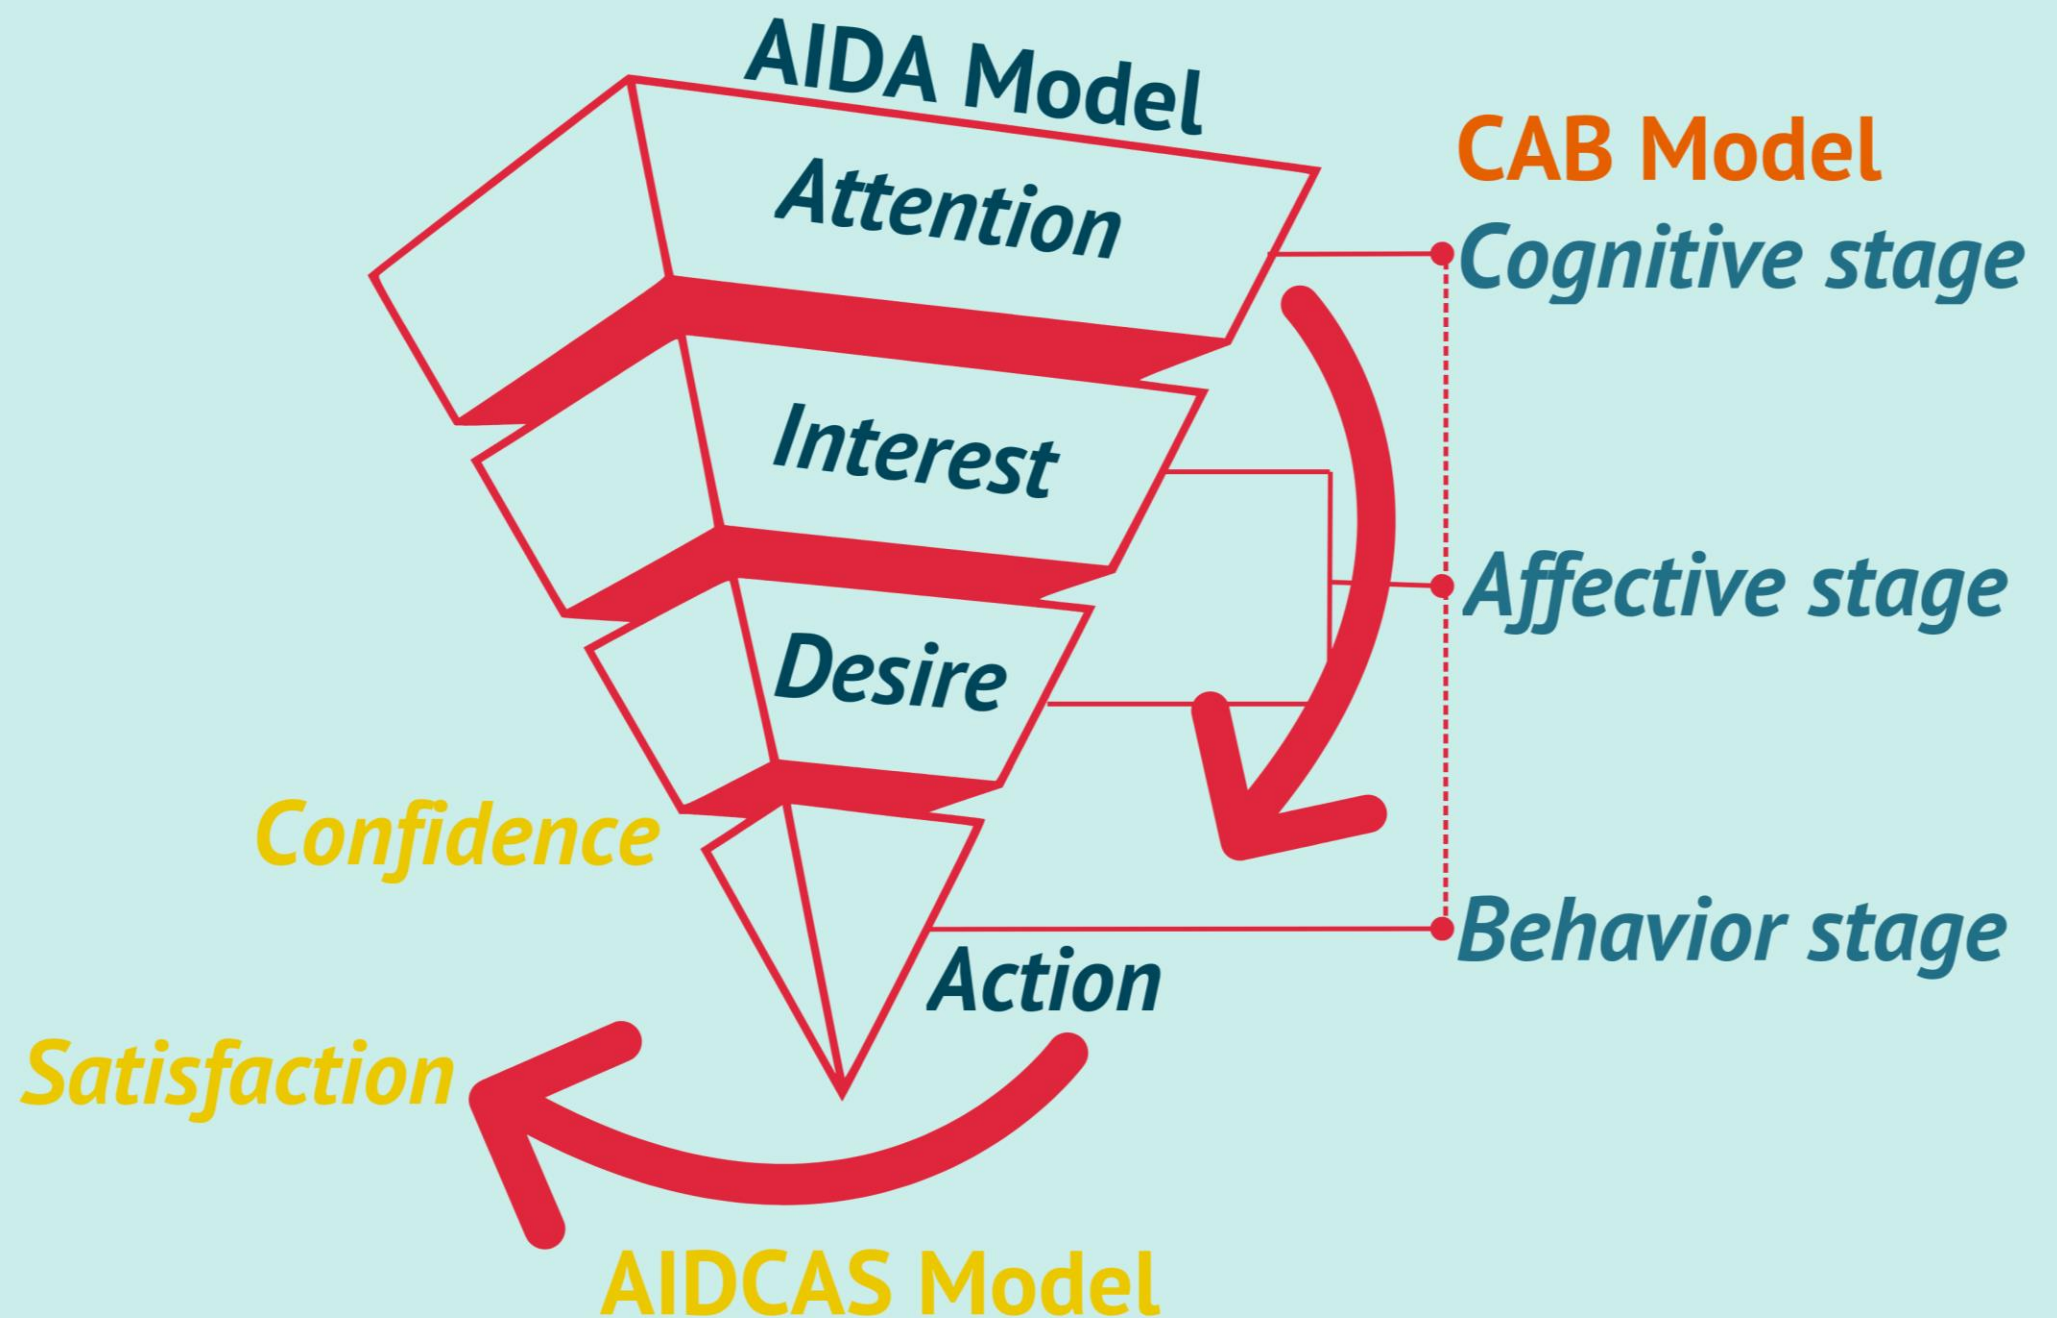 AIDA Model
Attention
Interest
Desire
Action
CAB Model
Cognitive stage
Affective stage
Behavior stage
Confidence
Satisfaction
AIDCAS Model